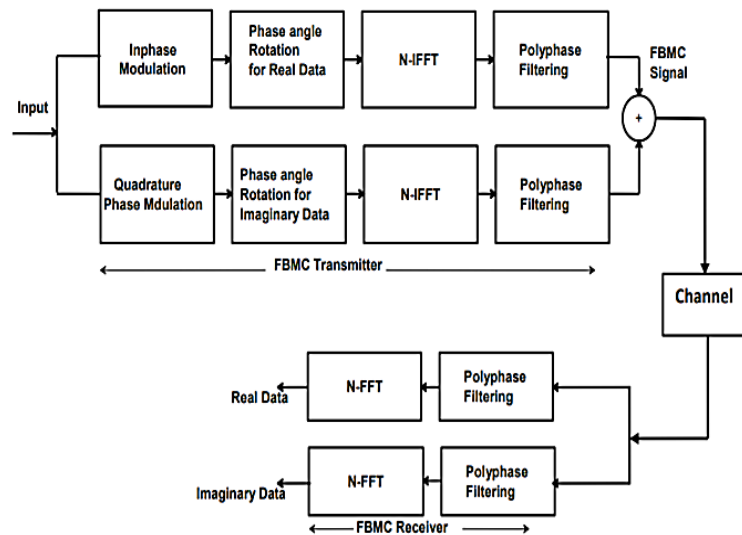 Input
Inphase
Modulation
Phase angle
Rotation
for Real Data
N-IFFT
Polyphase
Filtering
FBMC
Signal
+
Quadrature
Phase Mdulation
Phase angle
Rotation for
Imaginary Data
N-IFFT
Polyphase
Filtering
FBMC Transmitter
Channel
Real Data
N-FFT
Polyphase
Filtering
Imaginary Data
N-FFT
Polyphase
Filtering
FBMC Receiver